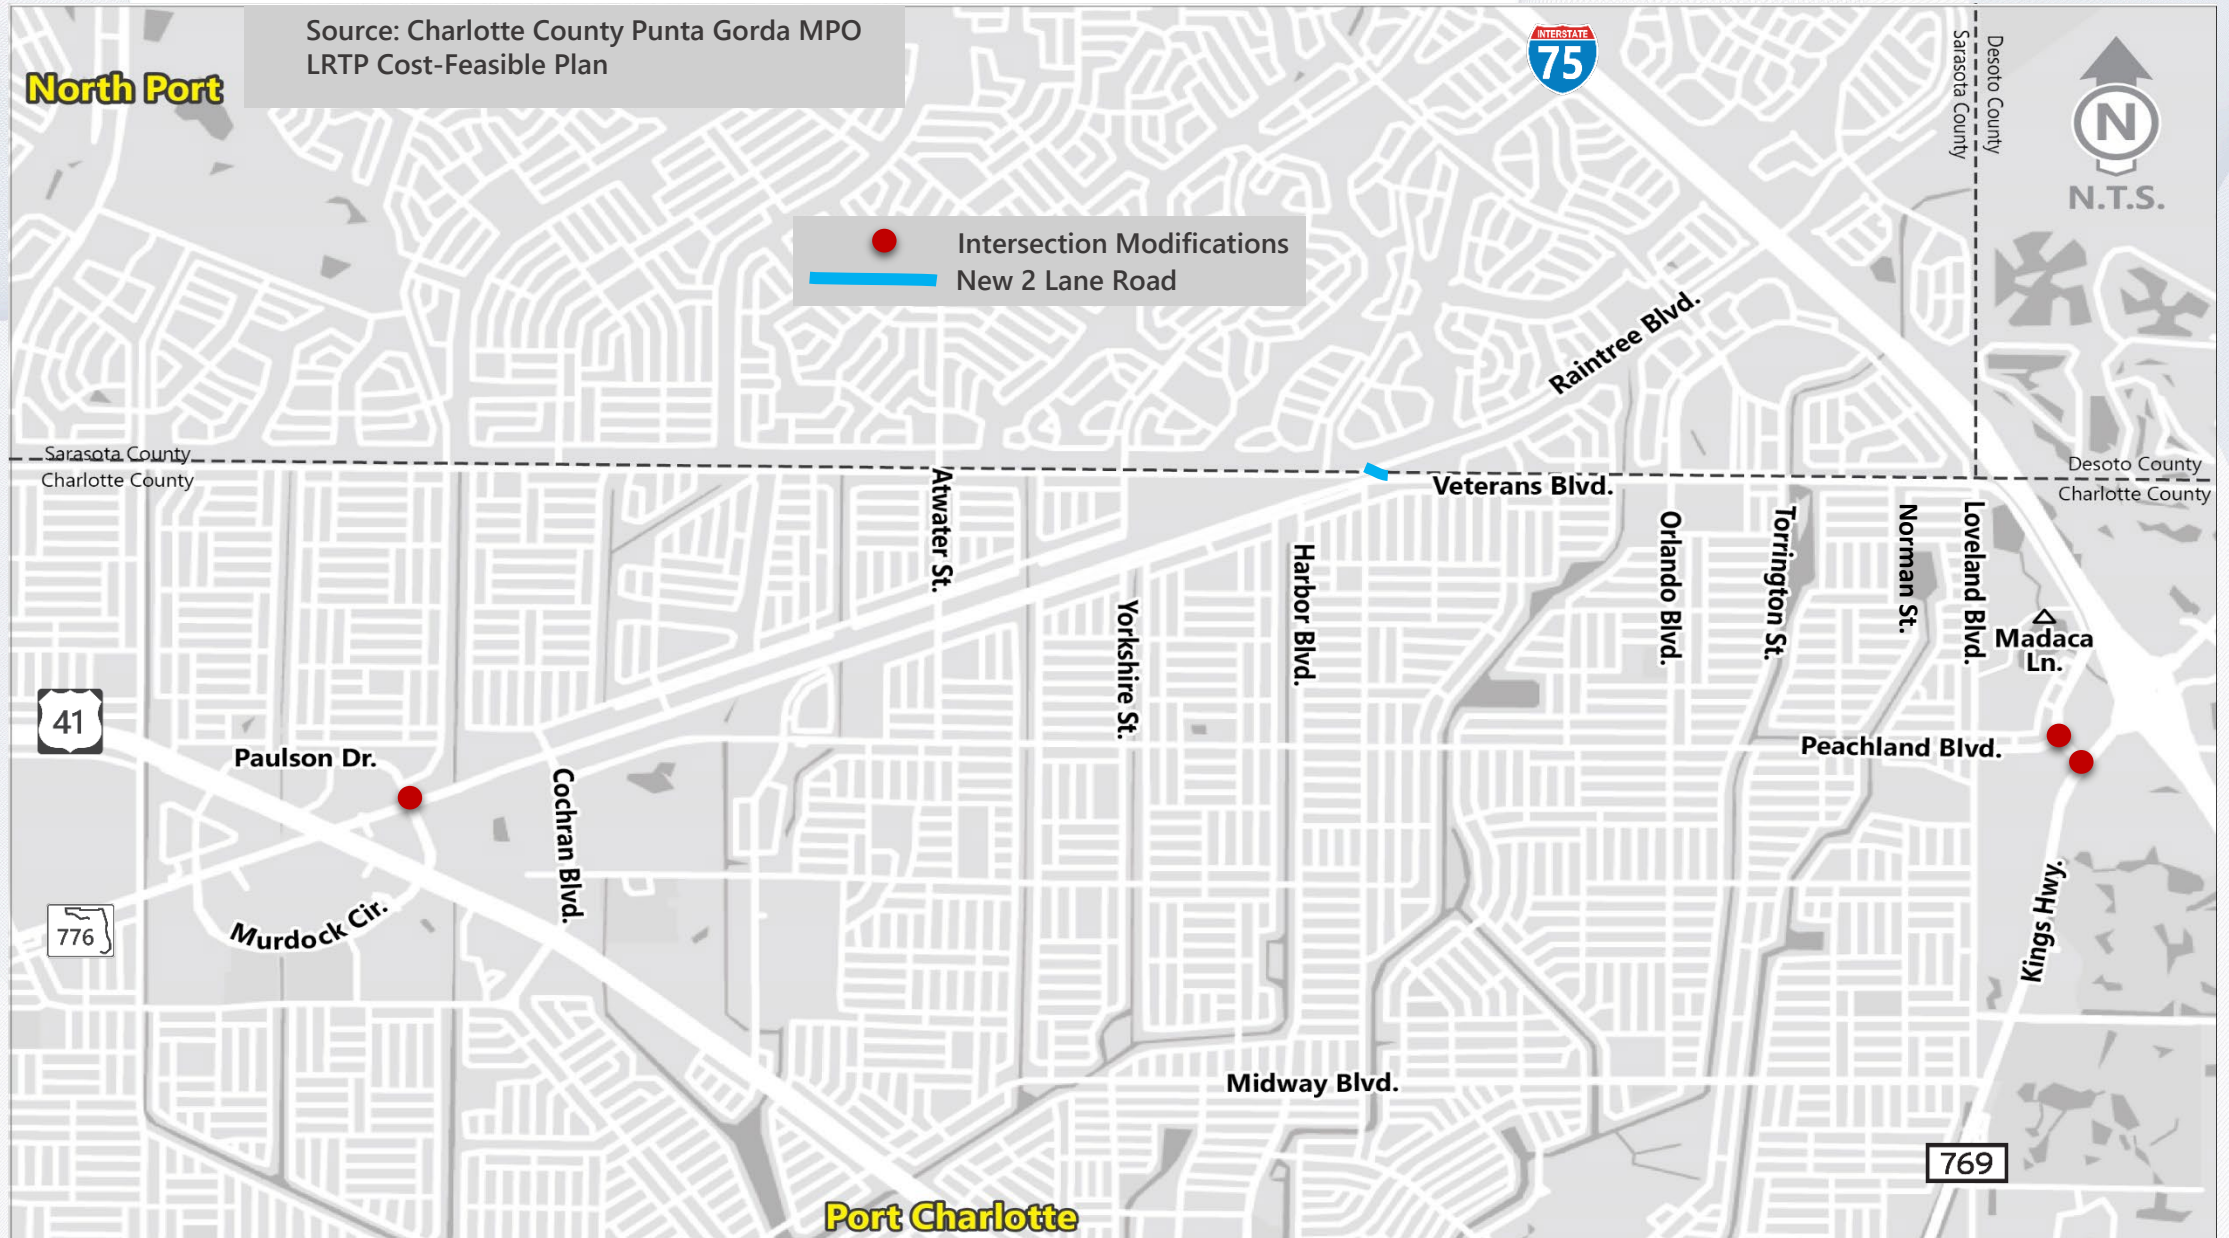 Source: Charlotte County Punta Gorda MPO
LRTP Cost-Feasible Plan
North Port
INTERSTATE
75
Sarasota County
Desoto County
N
N.T.S.
Intersection Modifications
New 2 Lane Road
Raintree Blvd.
Sarasota County
Charlotte County
Desoto County
Charlotte County
Veterans Blvd.
Atwater St.
Yorkshire St.
Harbor Blvd.
Orlando Blvd.
Torrington St.
Norman St.
Loveland Blvd.
Madaca
Ln.
41
Paulson Dr.
Peachland Blvd.
Cochran Blvd.
776
Murdock Cir.
Kings Hwy.
Midway Blvd.
769
Port Charlotte